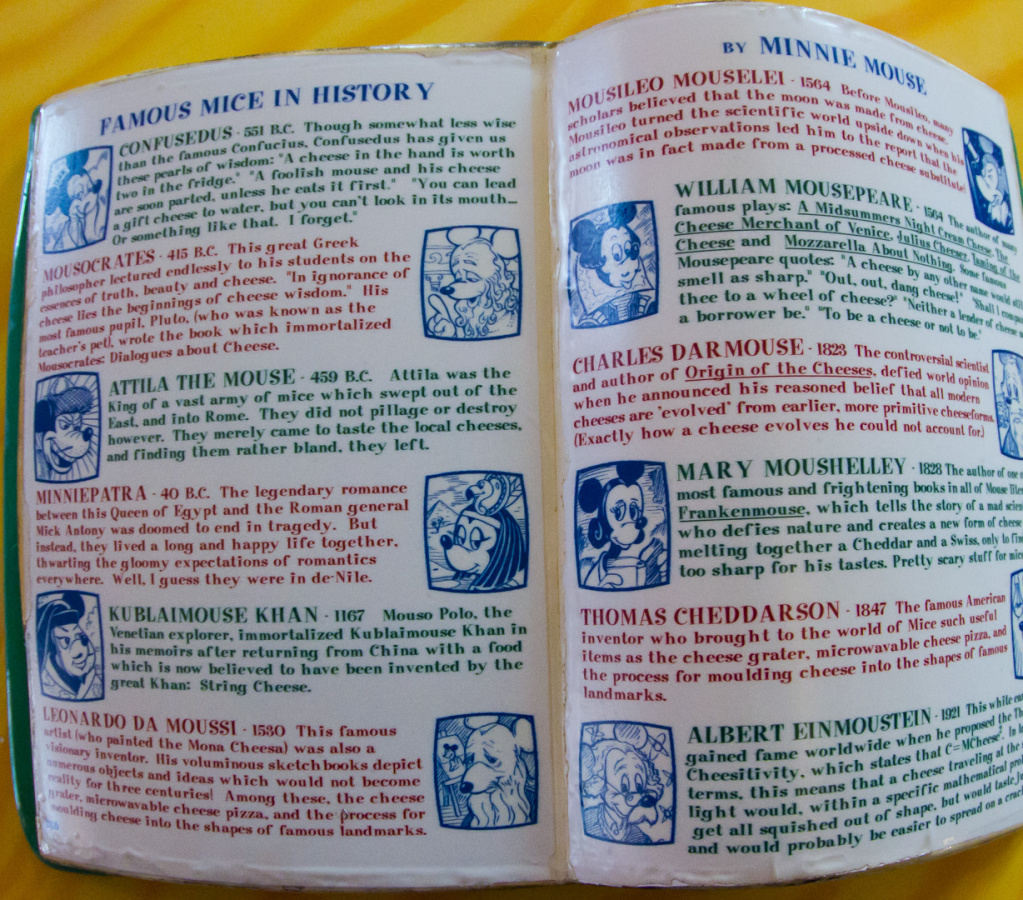 FAMOUS MICE IN HISTORY
CONFUSEDUS · 551 B.C. Though somewhat less wise
than the famous Confucius, Confusedus has given us
these pearls of wisdom: "A cheese in the hand is worth
two in the fridge." "A foolish mouse and his cheese
are soon parted, unless he eats it first." "You can lead
a gift cheese to water, but you can't look in its mouth...
Or something like that. I forget."
MOUSOCRATES · 415 B.C. This great Greek
philosopher lectured endlessly to his students on the
essences of truth, beauty and cheese. "In ignorance of
cheese lies the beginnings of cheese wisdom." His
most famous pupil, Pluto, (who was known as the
teacher's pet), wrote the book which immortalized
Mousocrates: Dialogues about Cheese.
ATTILA THE MOUSE · 459 B.C. Attila was the
King of a vast army of mice which swept out of the
East, and into Rome. They did not pillage or destroy
however. They merely came to taste the local cheeses,
and finding them rather bland, they left.
MINNIEPATRA · 40 B.C. The legendary romance
between this Queen of Egypt and the Roman general
Mick Antony was doomed to end in tragedy. But
instead, they lived a long and happy life together,
thwarting the gloomy expectations of romantics
everywhere. Well, I guess they were in de-Nile.
KUBLAIMOUSE KHAN · 1167 Mouso Polo, the
Venetian explorer, immortalized Kublaimouse Khan in
his memoirs after returning from China with a food
which is now believed to have been invented by the
great Khan: String Cheese.
LEONARDO DA MOUSSI · 1530 This famous
artist (who painted the Mona Cheesa) was also a
visionary inventor. His voluminous sketchbooks depict
numerous objects and ideas which would not become
reality for three centuries! Among these, the cheese
grater, microwavable cheese pizza, and the process for
moulding cheese into the shapes of famous landmarks.
BY MINNIE MOUSE
MOUSILEO MOUSELEI · 1564 Before Mousileo, many
scholars believed that the moon was made from cheese.
Mousileo turned the scientific world upside down when his
astronomical observations led him to the report that the
moon was in fact made from a processed cheese substitute!
WILLIAM MOUSEPEARE · 1564 The author of many
famous plays: A Midsummers Night Cream Cheese, The
Cheese Merchant of Venice, Julius Cheeser, Taming of the
Cheese and Mozzarella About Nothing. Some famous
Mousepeare quotes: "A cheese by any other name would still
smell as sharp." "Out, out, dang cheese!" "Shall I compare
thee to a wheel of cheese?" "Neither a lender of cheese nor
a borrower be." "To be a cheese or not to be."
CHARLES DARMOUSE · 1823 The controversial scientist
and author of Origin of the Cheeses, defied world opinion
when he announced his reasoned belief that all modern
cheeses are "evolved" from earlier, more primitive cheeseforms.
(Exactly how a cheese evolves he could not account for.)
MARY MOUSHELLEY · 1828 The author of one
most famous and frightening books in all of Mouse
Frankenmouse, which tells the story of a mad
who defies nature and creates a new form of cheese
melting together a Cheddar and a Swiss, only to
too sharp for his tastes. Pretty scary stuff for
THOMAS CHEDDARSON · 1847 The famous American
inventor who brought to the world of Mice such useful
items as the cheese grater, microwavable cheese pizza, and
the process for moulding cheese into the shapes of famous
landmarks.
ALBERT EINMOUSTEIN · 1921 This while
gained fame worldwide when he proposed the
Cheesitivity, which states that C=MCheese². In
terms, this means that a cheese traveling at the
light would, within a specific mathematical
get all squished out of shape, but would taste
and would probably be easier to spread on a